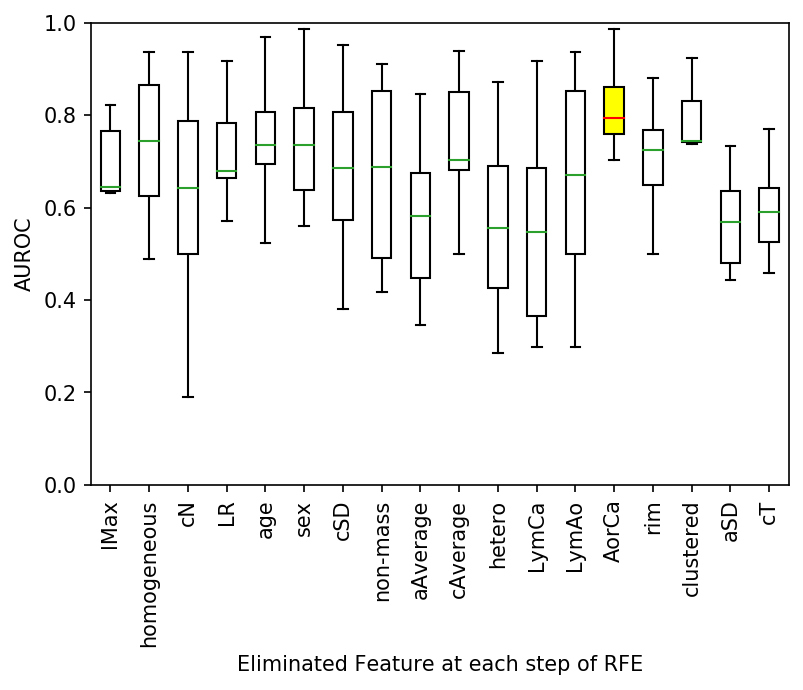 1.0
0.8
0.6
0.4
0.2
0.0
AUROC
IMax
homogeneous
cN
LR
age
sex
cSD
non-mass
aAverage
cAverage
hetero
LymCa
LymAo
AorCa
rim
clustered
aSD
cT
Eliminated Feature at each step of RFE